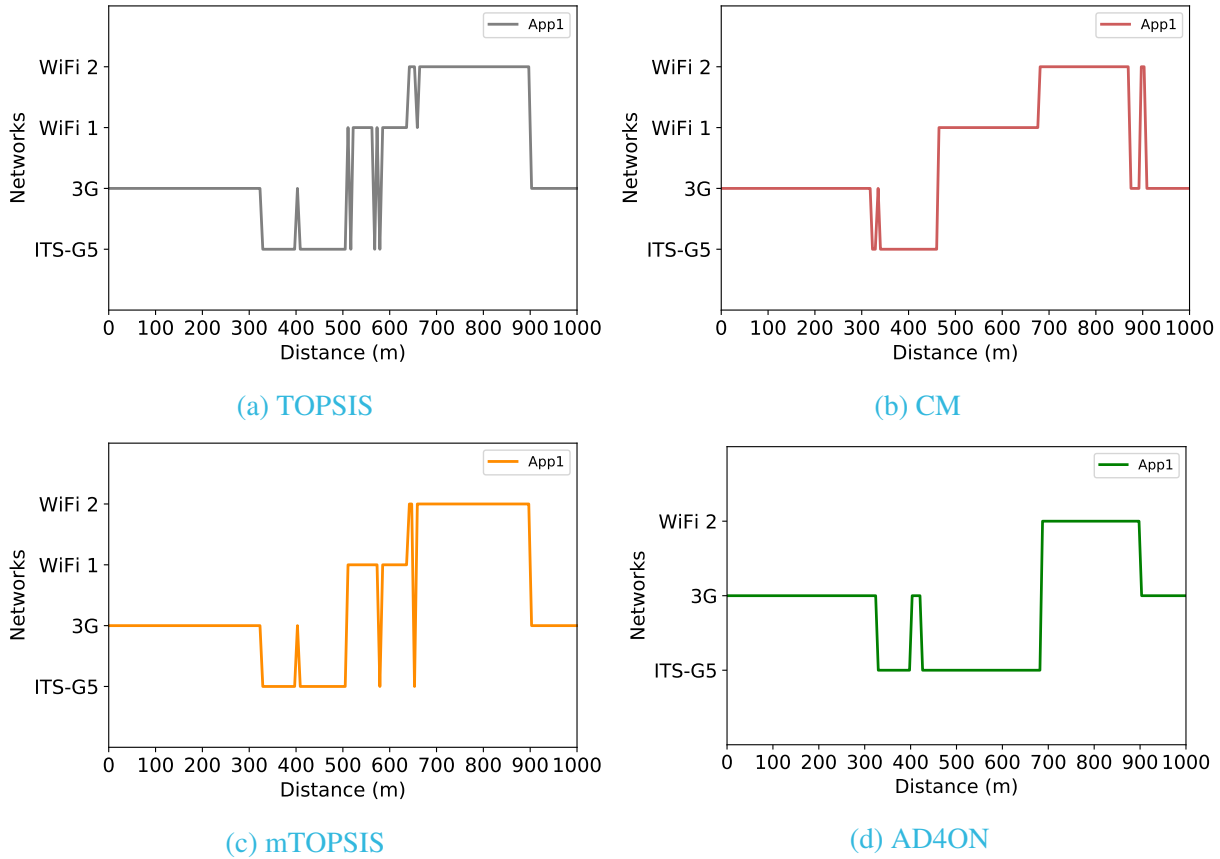 App1
WiFi 2
WiFi 1
3G
ITS-G5
Networks
0 100 200 300 400 500 600 700 800 900 1000
Distance (m)
(a) TOPSIS
App1
WiFi 2
WiFi 1
3G
ITS-G5
Networks
0 100 200 300 400 500 600 700 800 900 1000
Distance (m)
(b) CM
App1
WiFi 2
WiFi 1
3G
ITS-G5
Networks
0 100 200 300 400 500 600 700 800 900 1000
Distance (m)
(c) mTOPSIS
App1
WiFi 2
3G
ITS-G5
Networks
0 100 200 300 400 500 600 700 800 900 1000
Distance (m)
(d) AD4ON